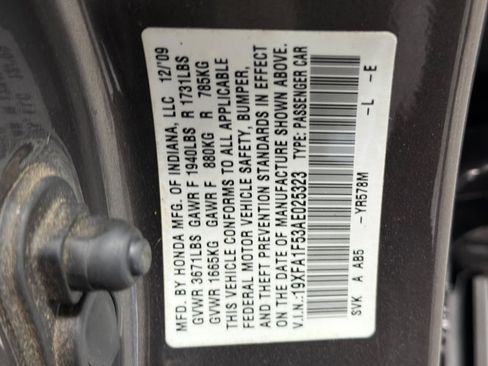 MFD. BY HONDA MFG. OF INDIANA, LLC 12/'09
GVWR 3671LBS GAWR F 1940LBS R 1731LBS
GVWR 1665KG GAWR F 880KG R 785KG
THIS VEHICLE CONFORMS TO ALL APPLICABLE
FEDERAL MOTOR VEHICLE SAFETY, BUMPER,
AND THEFT PREVENTION STANDARDS IN EFFECT
ON THE DATE OF MANUFACTURE SHOWN ABOVE.
V.I.N.:19XFA1F53AE025323 TYPE: PASSENGER CAR
SVK A AB5 -YR578M -L -E